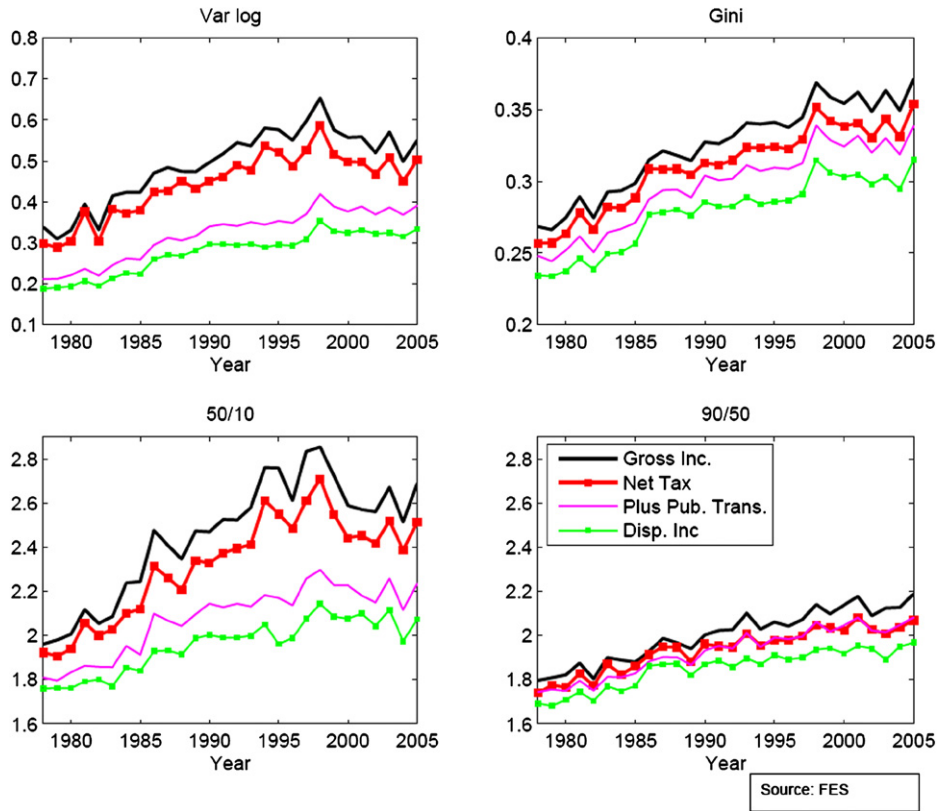 Var log
0.8
0.7
0.6
0.5
0.4
0.3
0.2
0.1
1980 1985 1990 1995 2000 2005
Year
Gini
0.4
0.35
0.3
0.25
0.2
1980 1985 1990 1995 2000 2005
Year
50/10
2.8
2.6
2.4
2.2
2
1.8
1.6
1980 1985 1990 1995 2000 2005
Year
90/50
2.8
2.6
2.4
2.2
2
1.8
1.6
Gross Inc.
Net Tax
Plus Pub. Trans.
Disp. Inc
1980 1985 1990 1995 2000 2005
Year
Source: FES